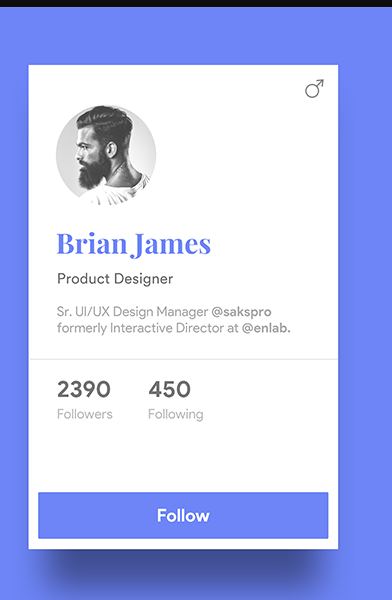 Brian James
Product Designer
Sr. UI/UX Design Manager @sakspro
formerly Interactive Director at @enlab.
2390 450
Followers Following
Follow